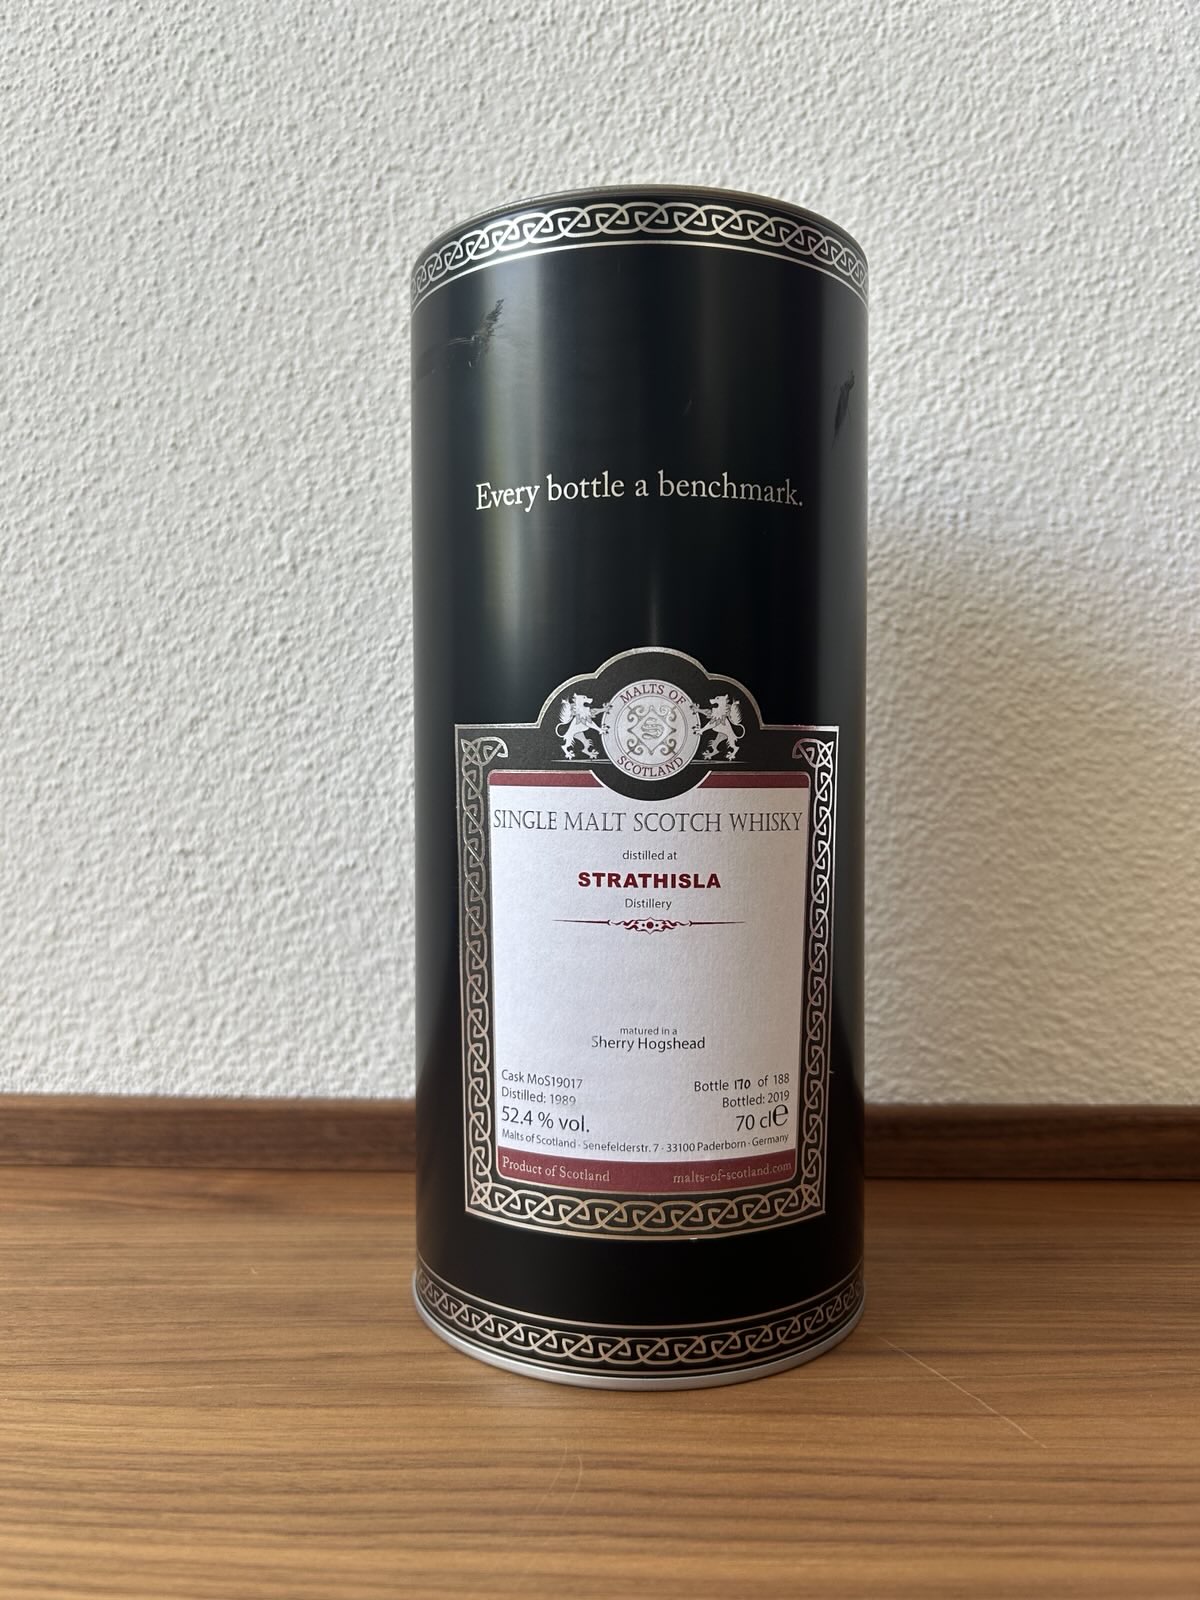 Every bottle a benchmark.
MALTS OF
SCOTLAND
SINGLE MALT SCOTCH WHISKY
distilled at
STRATHISLA
Distillery
matured in a
Sherry Hogshead
Cask MoS19017
Bottle 170 of 188
Distilled: 1989
Bottled: 2019
52.4 % vol.
70 cl e
Malts of Scotland · Senefelderstr. 7 · 33100 Paderborn · Germany
Product of Scotland
malts-of-scotland.com